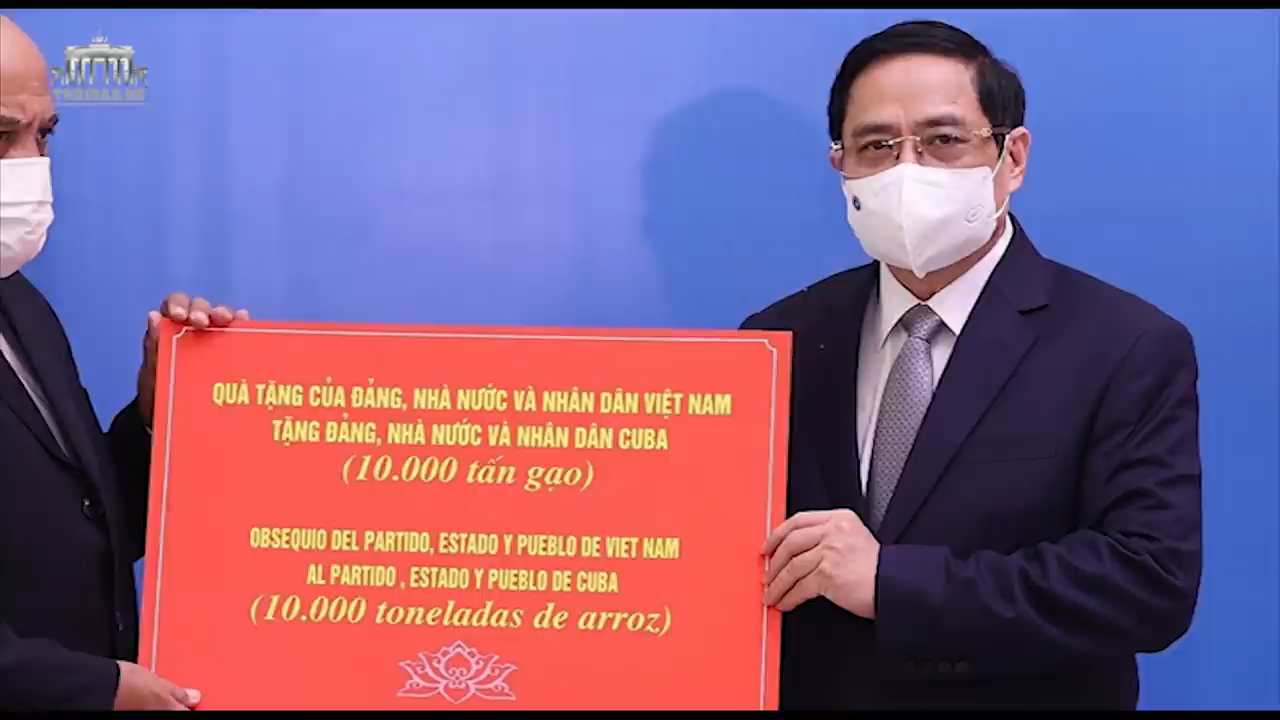 QUÀ TẶNG CỦA ĐẢNG, NHÀ NƯỚC VÀ NHÂN DÂN VIỆT NAM
TẶNG ĐẢNG, NHÀ NƯỚC VÀ NHÂN DÂN CUBA
(10.000 tấn gạo)
OBSEQUIO DEL PARTIDO, ESTADO Y PUEBLO DE VIET NAM
AL PARTIDO , ESTADO Y PUEBLO DE CUBA
(10.000 toneladas de arroz)